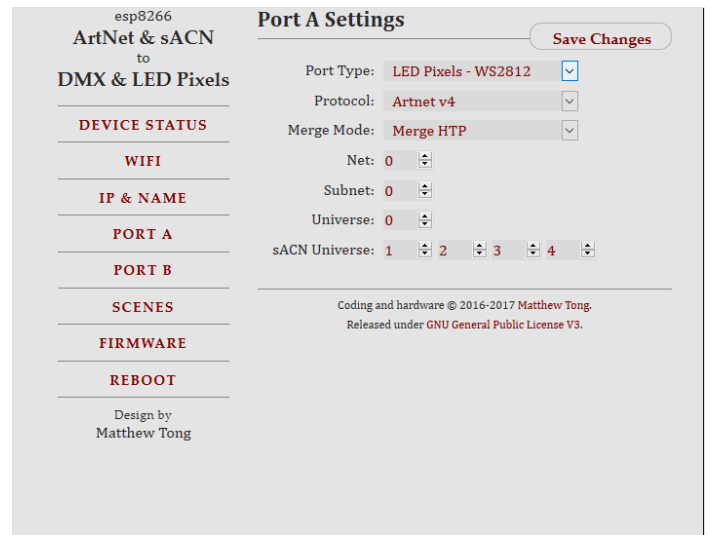 esp8266
ArtNet & sACN
to
DMX & LED Pixels
DEVICE STATUS
WIFI
IP & NAME
PORT A
PORT B
SCENES
FIRMWARE
REBOOT
Design by
Matthew Tong
Port A Settings
Save Changes
Port Type: LED Pixels - WS2812
Protocol: Artnet v4
Merge Mode: Merge HTP
Net: 0
Subnet: 0
Universe: 0
sACN Universe: 1 2 3 4
Coding and hardware © 2016-2017 Matthew Tong.
Released under GNU General Public License V3.